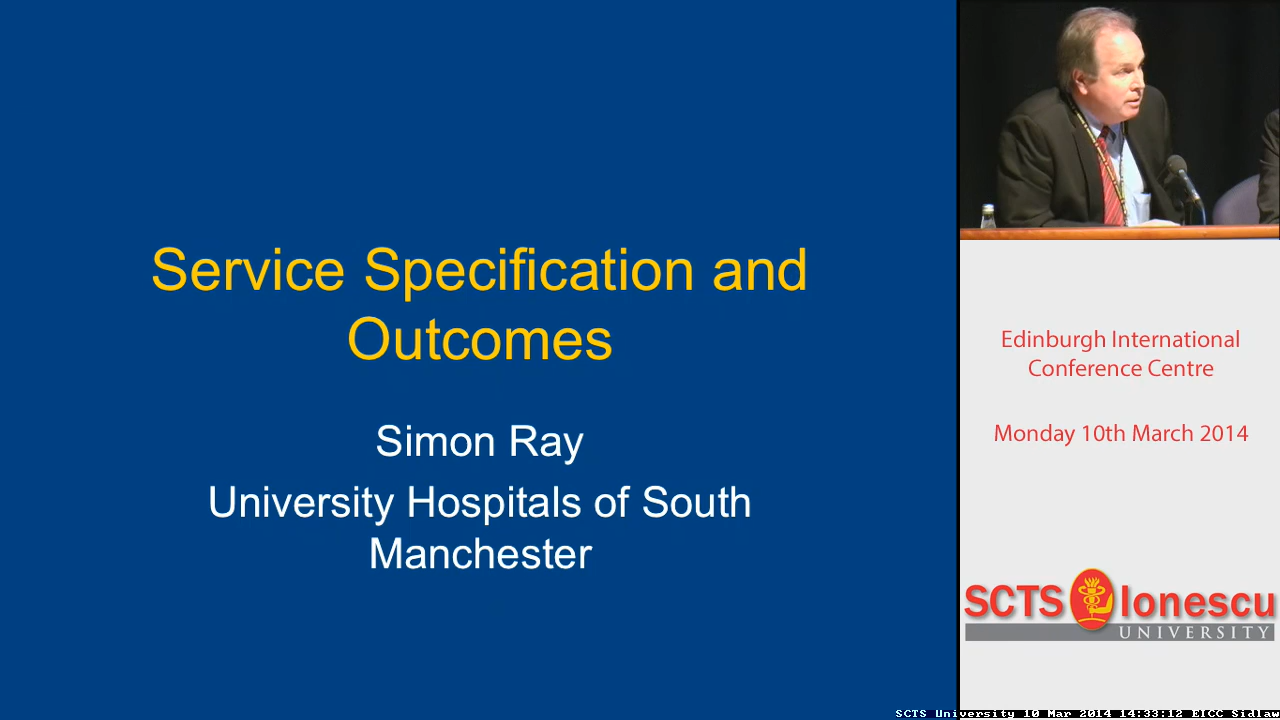 Service Specification and
Outcomes
Simon Ray
University Hospitals of South
Manchester
Edinburgh International
Conference Centre
Monday 10th March 2014
SCTS Ionescu
UNIVERSITY
SCTS University 10 Mar 2014 14:33:12 EICC Sidlaw